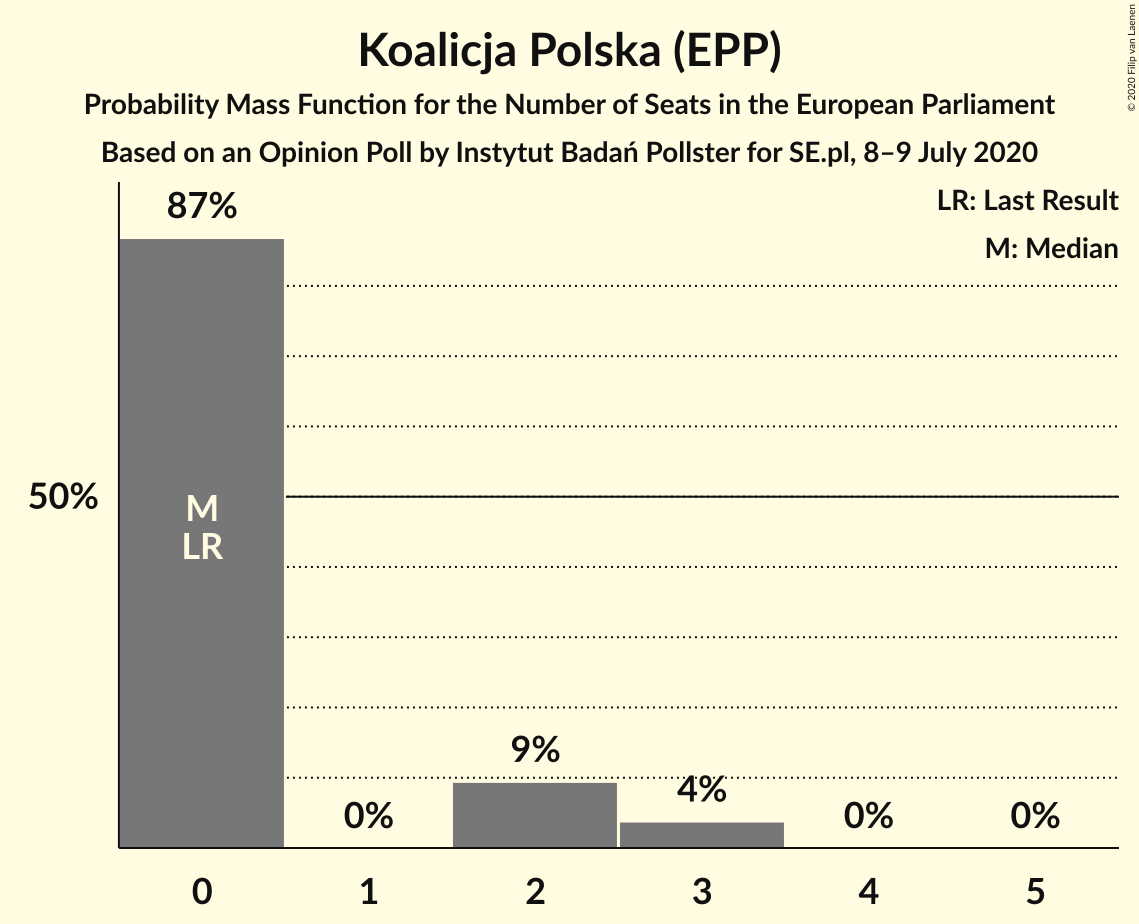 Koalicja Polska (EPP)
Probability Mass Function for the Number of Seats in the European Parliament
Based on an Opinion Poll by Instytut Badań Pollster for SE.pl, 8–9 July 2020
© 2020 Filip van Laenen
LR: Last Result
M: Median
87%
50%
M
LR
9%
4%
0%
0%
0%
0
1
2
3
4
5